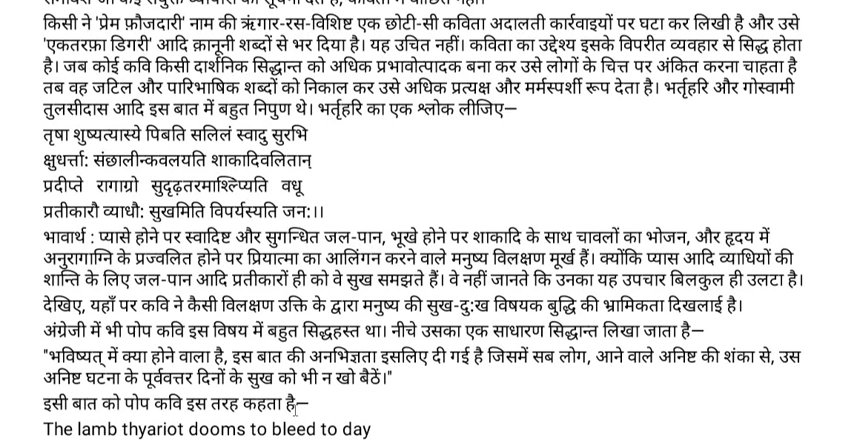 किसी ने 'प्रेम फ़ौजदारी' नाम की ऋंगार-रस-विशिष्ट एक छोटी-सी कविता अदालती कार्रवाइयों पर घटा कर लिखी है और उसे
'एकतरफ़ा डिगरी' आदि क़ानूनी शब्दों से भर दिया है। यह उचित नहीं। कविता का उद्देश्य इसके विपरीत व्यवहार से सिद्ध होता
है। जब कोई कवि किसी दार्शनिक सिद्धान्त को अधिक प्रभावोत्पादक बना कर उसे लोगों के चित्त पर अंकित करना चाहता है
तब वह जटिल और पारिभाषिक शब्दों को निकाल कर उसे अधिक प्रत्यक्ष और मर्मस्पर्शी रूप देता है। भर्तृहरि और गोस्वामी
तुलसीदास आदि इस बात में बहुत निपुण थे। भर्तृहरि का एक श्लोक लीजिए—
तृषा शुष्यत्यास्ये पिबति सलिलं स्वादु सुरभि
क्षुधर्त्ता: संछालीन्कवलयति शाकादिवलितान्
प्रदीप्ते रागाग्रो सुदृढ़तरमाश्ल्प्यिति वधू
प्रतीकारौ व्याधौ: सुखमिति विपर्यस्यति जन:।।
भावार्थ : प्यासे होने पर स्वादिष्ट और सुगन्धित जल-पान, भूखे होने पर शाकादि के साथ चावलों का भोजन, और हृदय में
अनुरागाग्नि के प्रज्वलित होने पर प्रियात्मा का आलिंगन करने वाले मनुष्य विलक्षण मूर्ख हैं। क्योंकि प्यास आदि व्याधियों की
शान्ति के लिए जल-पान आदि प्रतीकारों ही को वे सुख समझते हैं। वे नहीं जानते कि उनका यह उपचार बिलकुल ही उलटा है।
देखिए, यहाँ पर कवि ने कैसी विलक्षण उक्ति के द्वारा मनुष्य की सुख-दु:ख विषयक बुद्धि की भ्रामिकता दिखलाई है।
अंग्रेजी में भी पोप कवि इस विषय में बहुत सिद्धहस्त था। नीचे उसका एक साधारण सिद्धान्त लिखा जाता है—
"भविष्यत् में क्या होने वाला है, इस बात की अनभिज्ञता इसलिए दी गई है जिसमें सब लोग, आने वाले अनिष्ट की शंका से, उस
अनिष्ट घटना के पूर्ववत्तर दिनों के सुख को भी न खो बैठें।"
इसी बात को पोप कवि इस तरह कहता है—
The lamb thyariot dooms to bleed to day